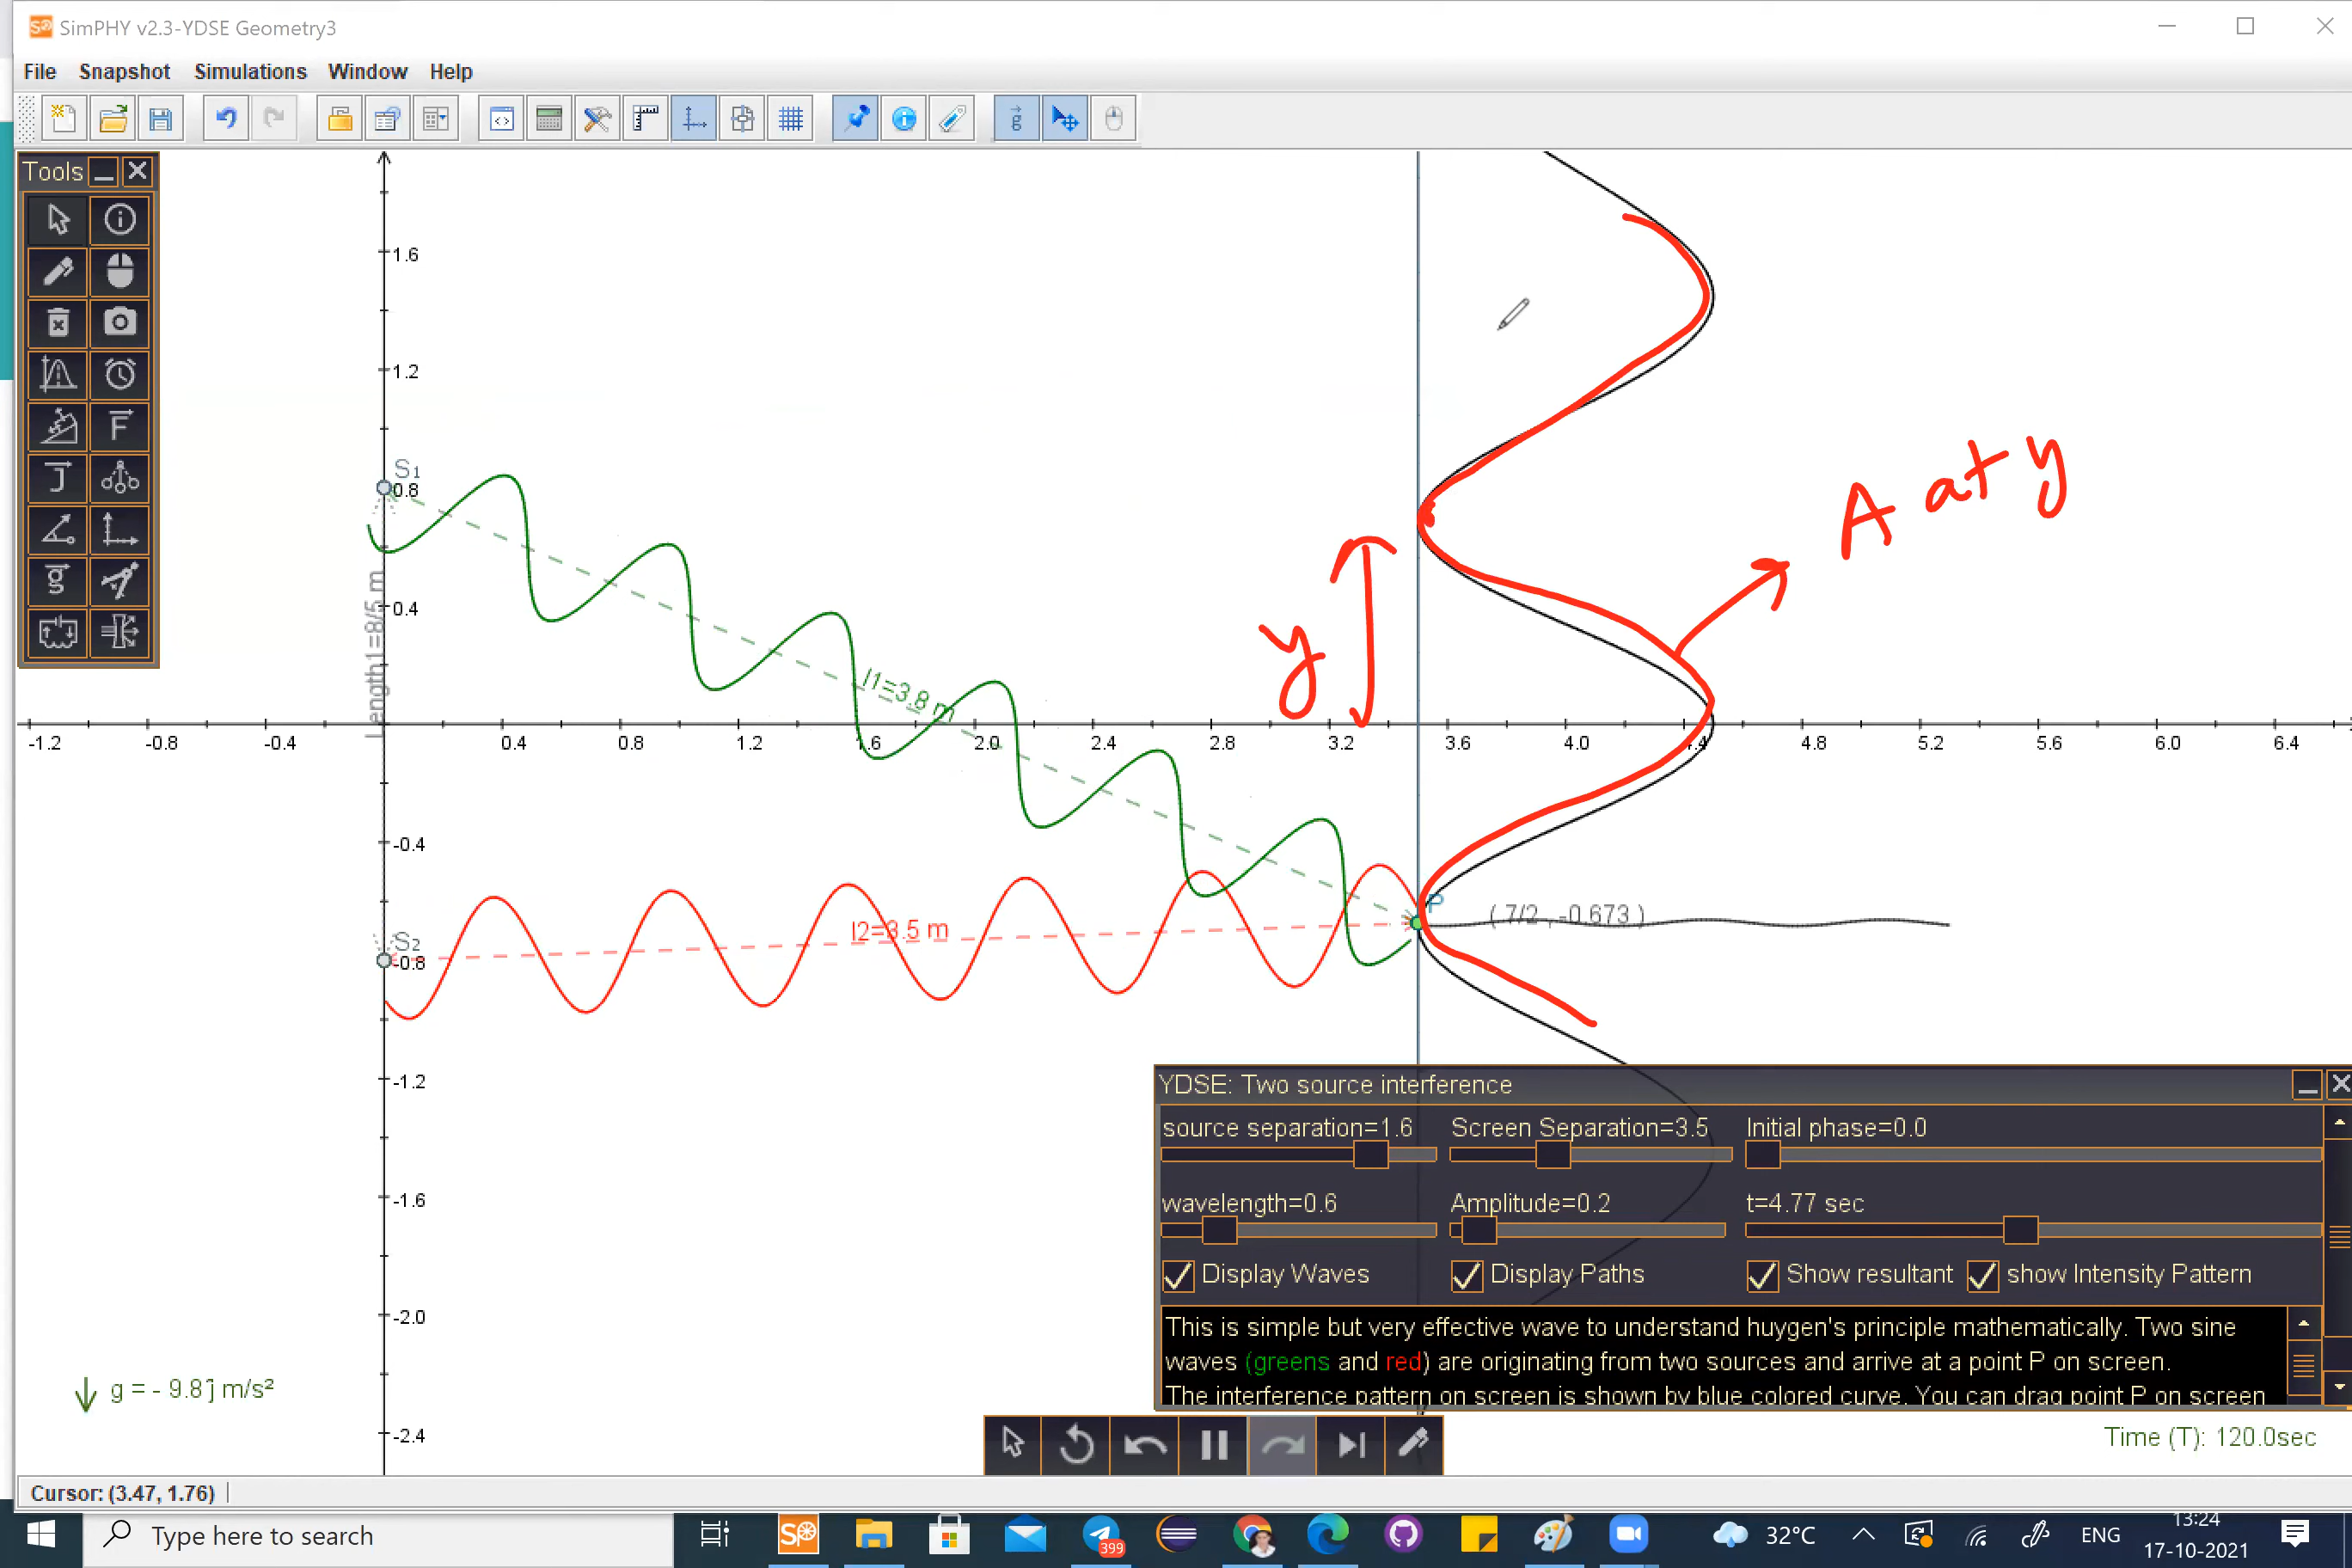 SimPHY v2.3-YDSE Geometry3
File Snapshot Simulations Window Help
Tools
1.6
1.2
S1
0.8
0.4
Length1=8/5 m
l1=3.8 m
y
A at y
-1.2 -0.8 -0.4 0.4 0.8 1.2 1.6 2.0 2.4 2.8 3.2 3.6 4.0 4.4 4.8 5.2 5.6 6.0 6.4
-0.4
P
( 7/2 , -0.673 )
l2=3.5 m
S2
-0.8
-1.2
-1.6
-2.0
-2.4
YDSE: Two source interference
source separation=1.6 Screen Separation=3.5 Initial phase=0.0
wavelength=0.6 Amplitude=0.2 t=4.77 sec
Display Waves Display Paths Show resultant show Intensity Pattern
This is simple but very effective wave to understand huygen's principle mathematically. Two sine
waves (greens and red) are originating from two sources and arrive at a point P on screen.
The interference pattern on screen is shown by blue colored curve. You can drag point P on screen
g = - 9.8ĵ m/s²
Time (T): 120.0sec
Cursor: (3.47, 1.76)
Type here to search
399
32°C
ENG
13:24
17-10-2021